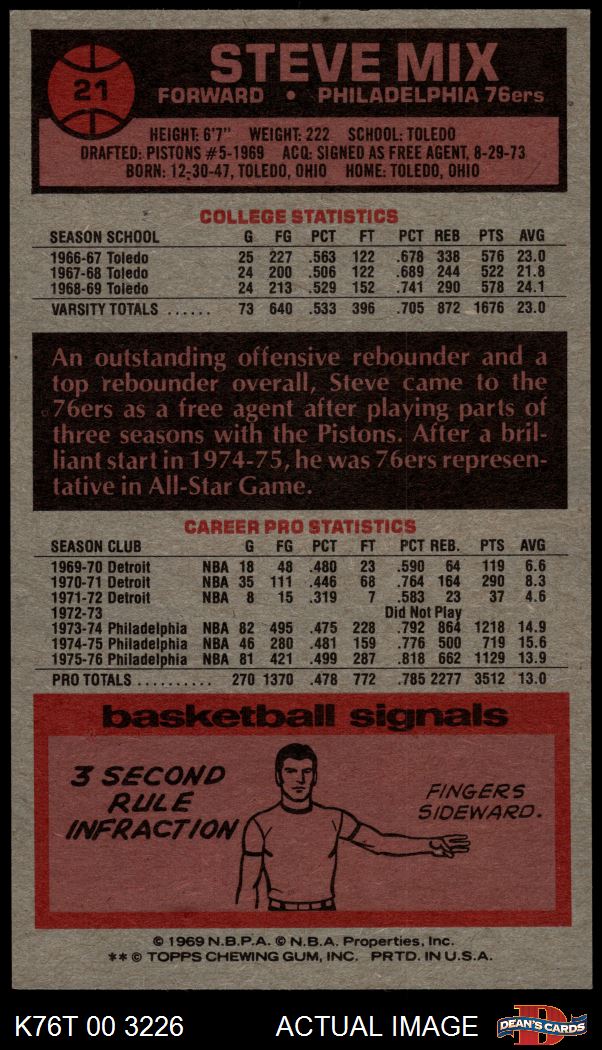 21
STEVE MIX
FORWARD • PHILADELPHIA 76ers
HEIGHT: 6'7" WEIGHT: 222 SCHOOL: TOLEDO
DRAFTED: PISTONS #5-1969 ACQ: SIGNED AS FREE AGENT, 8-29-73
BORN: 12-30-47, TOLEDO, OHIO HOME: TOLEDO, OHIO
COLLEGE STATISTICS
SEASON SCHOOL G FG PCT FT PCT REB PTS AVG
1966-67 Toledo 25 227 .563 122 .678 338 576 23.0
1967-68 Toledo 24 200 .506 122 .689 244 522 21.8
1968-69 Toledo 24 213 .529 152 .741 290 578 24.1
VARSITY TOTALS ...... 73 640 .533 396 .705 872 1676 23.0
An outstanding offensive rebounder and a
top rebounder overall, Steve came to the
76ers as a free agent after playing parts of
three seasons with the Pistons. After a bril-
liant start in 1974-75, he was 76ers represen-
tative in All-Star Game.
CAREER PRO STATISTICS
SEASON CLUB G FG PCT FT PCT REB. PTS AVG
1969-70 Detroit NBA 18 48 .480 23 .590 64 119 6.6
1970-71 Detroit NBA 35 111 .446 68 .764 164 290 8.3
1971-72 Detroit NBA 8 15 .319 7 .583 23 37 4.6
1972-73 Did Not Play
1973-74 Philadelphia NBA 82 495 .475 228 .792 864 1218 14.9
1974-75 Philadelphia NBA 46 280 .481 159 .776 500 719 15.6
1975-76 Philadelphia NBA 81 421 .499 287 .818 662 1129 13.9
PRO TOTALS .......... 270 1370 .478 772 .785 2277 3512 13.0
basketball signals
3 SECOND
RULE
INFRACTION
FINGERS
SIDEWARD.
© 1969 N.B.P.A. © N.B.A. Properties, Inc.
** © TOPPS CHEWING GUM, INC. PRTD. IN U.S.A.
K76T 00 3226 ACTUAL IMAGE
D
DEAN'S CARDS